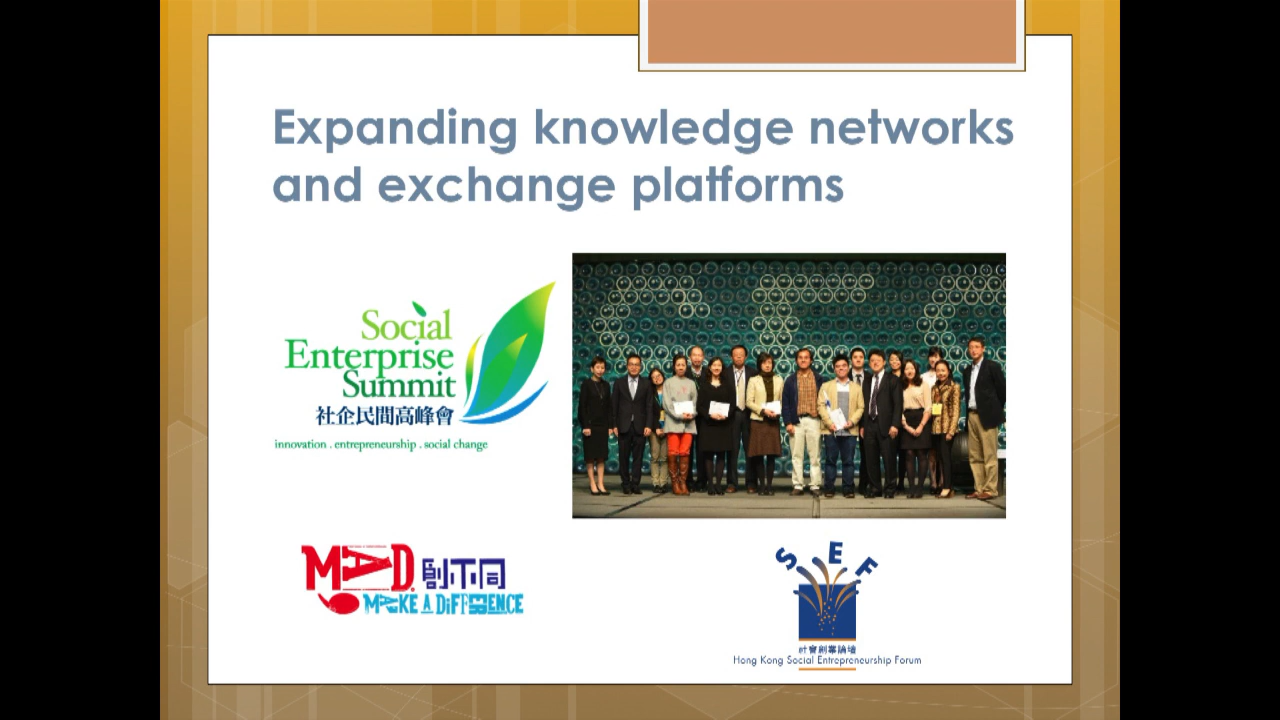 Expanding knowledge networks
and exchange platforms
Social
Enterprise
Summit
社企民間高峰會
innovation . entrepreneurship . social change
MAD. 創不同
MAKE A DIFFERENCE
SEF
社會創業論壇
Hong Kong Social Entrepreneurship Forum